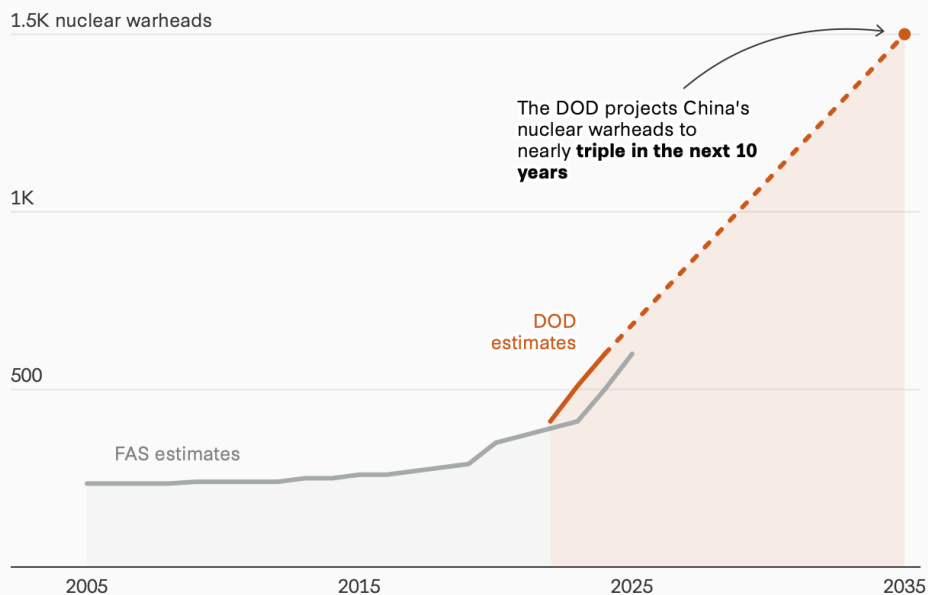 1.5K nuclear warheads
The DOD projects China's
nuclear warheads to
nearly triple in the next 10
years
1K
DOD
estimates
500
FAS estimates
2005
2015
2025
2035